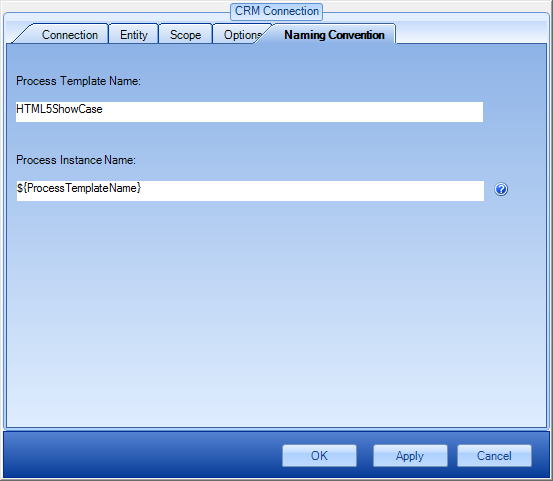 CRM Connection
Connection Entity Scope Options Naming Convention
Process Template Name:
HTML5ShowCase
Process Instance Name:
${ProcessTemplateName}
?
OK Apply Cancel